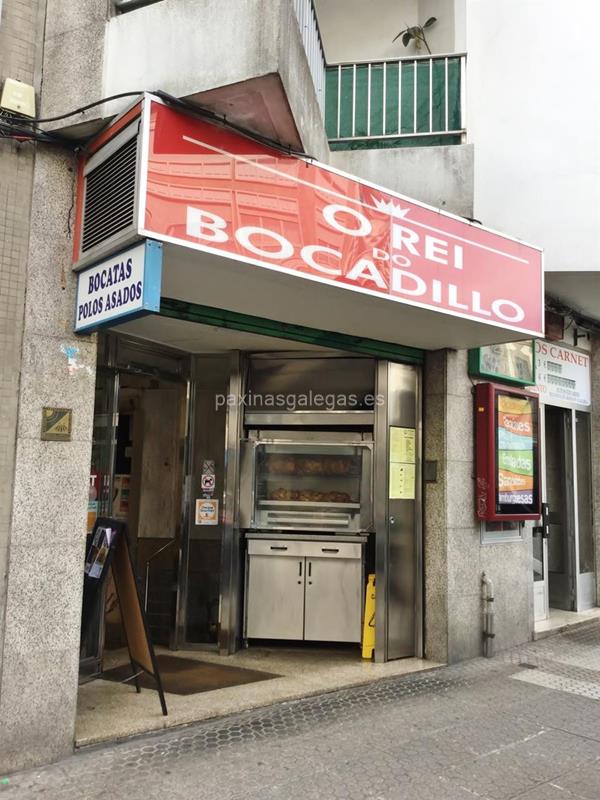 O REI
DO
BOCADILLO
BOCATAS
POLOS ASADOS
paxinasgalegas.es
OS CARNET